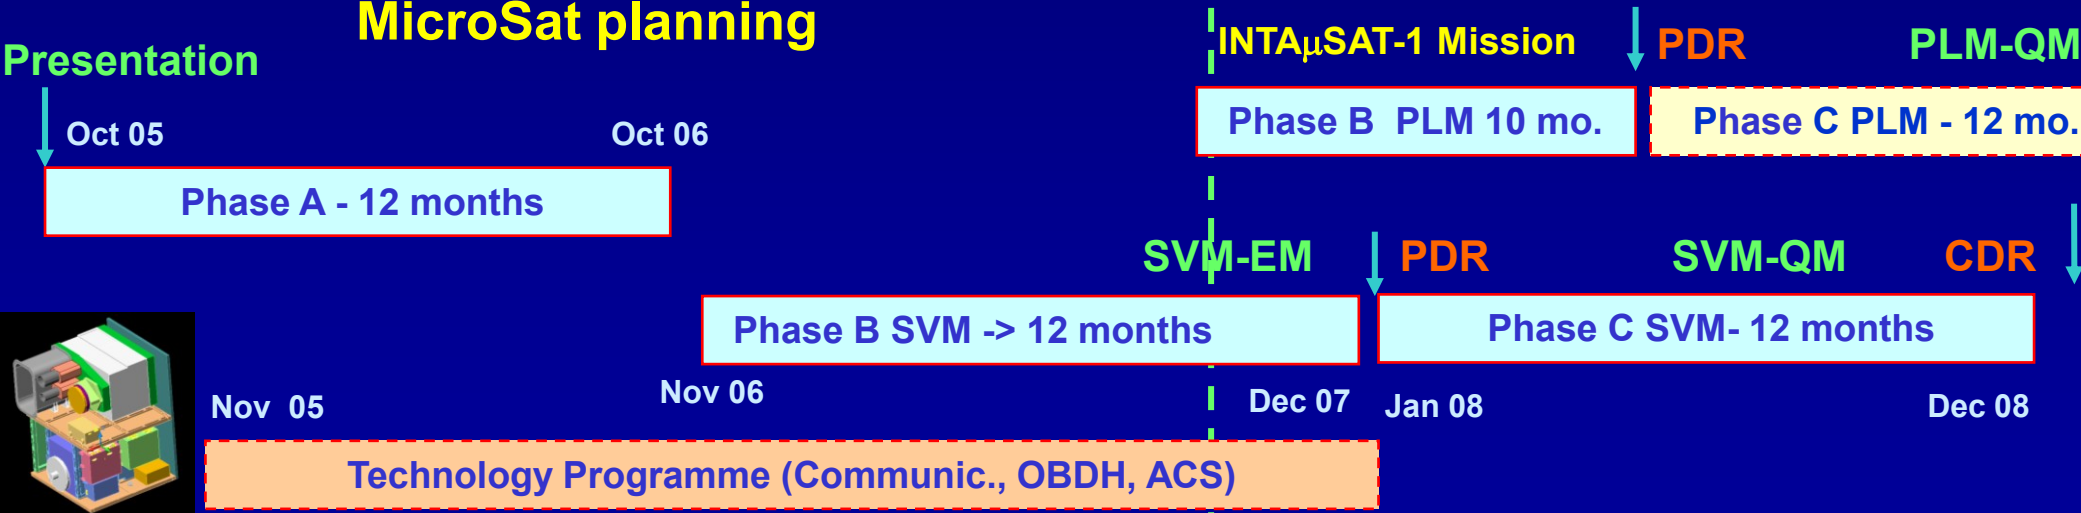 MicroSat planning
Presentation
INTAμSAT-1 Mission
PDR
PLM-QM
Oct 05
Oct 06
Phase B PLM 10 mo.
Phase C PLM - 12 mo.
Phase A - 12 months
SVM-EM
PDR
SVM-QM
CDR
Phase B SVM -> 12 months
Phase C SVM- 12 months
Nov 05
Nov 06
Dec 07
Jan 08
Dec 08
Technology Programme (Communic., OBDH, ACS)